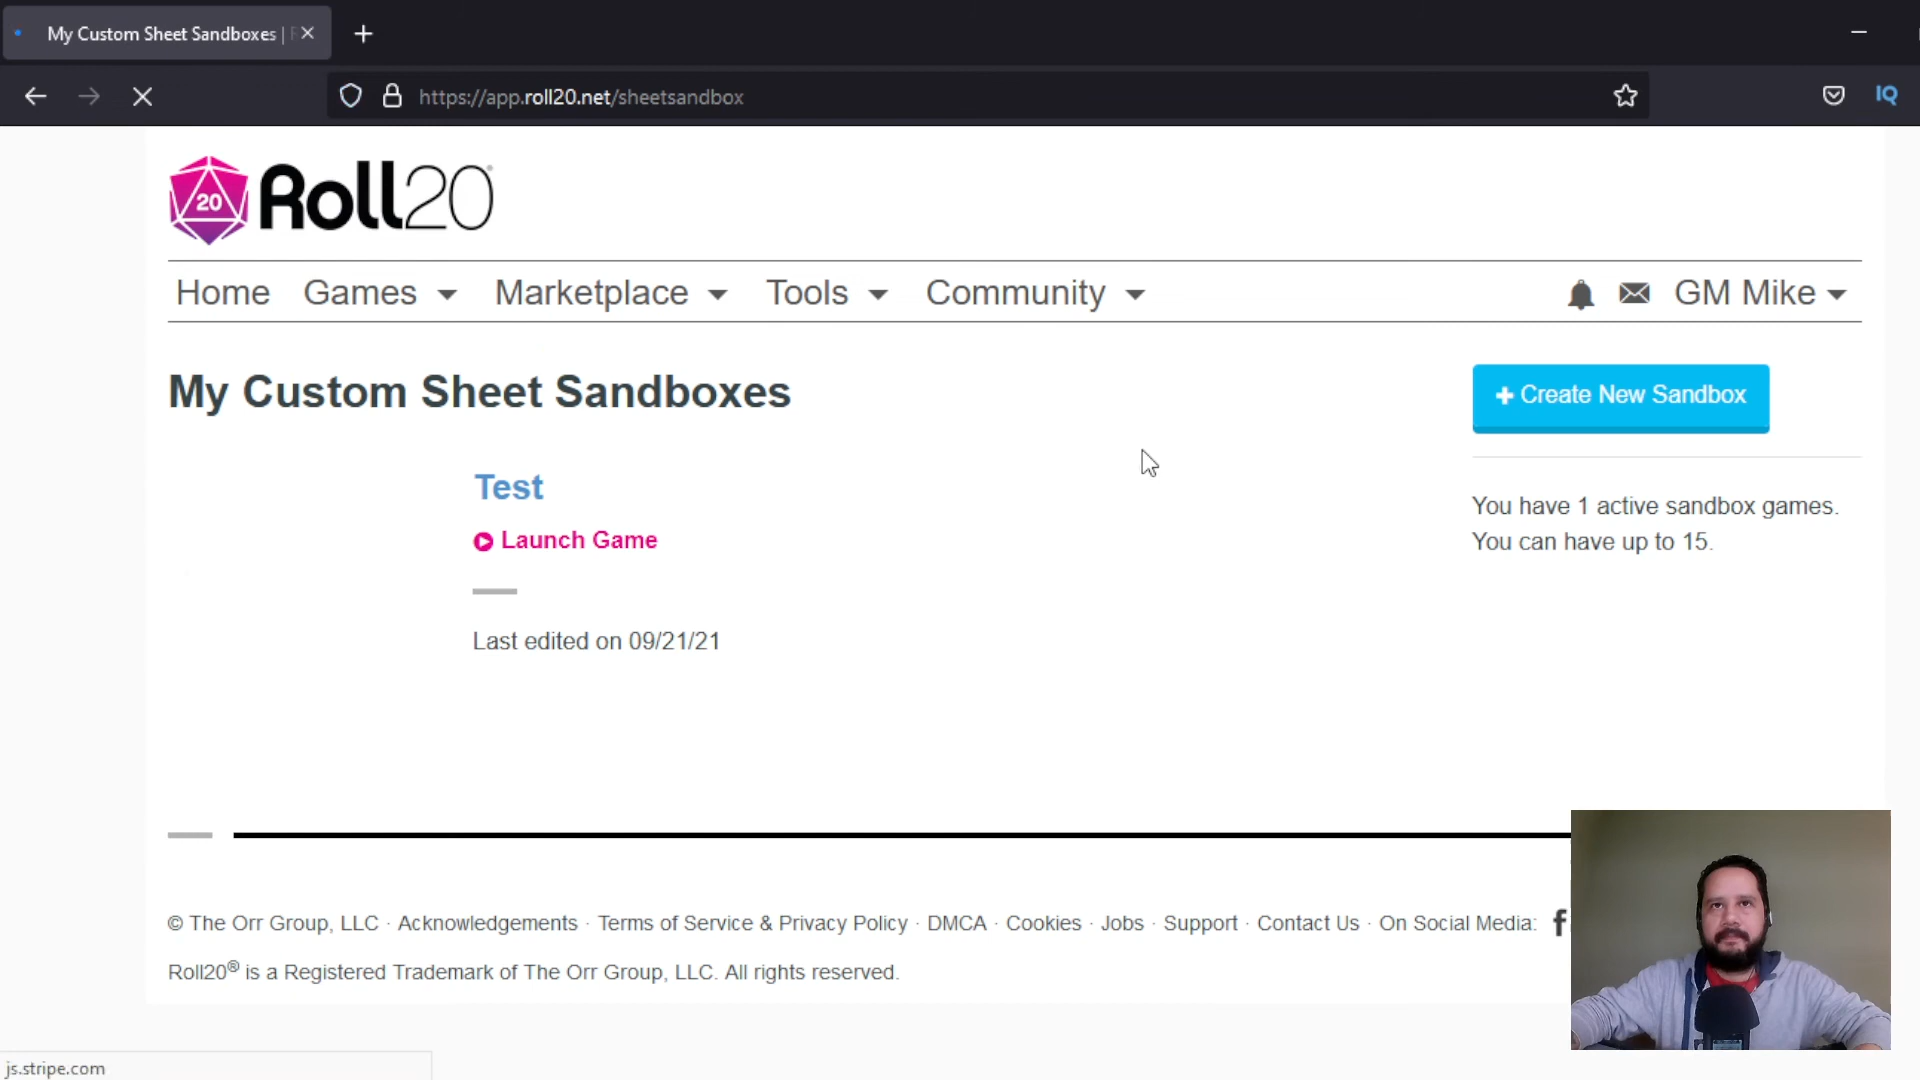 My Custom Sheet Sandboxes |
https://app.roll20.net/sheetsandbox
IQ
20 Roll20®
Home Games Marketplace Tools Community GM Mike
My Custom Sheet Sandboxes
+ Create New Sandbox
Test
Launch Game
You have 1 active sandbox games.
You can have up to 15.
Last edited on 09/21/21
© The Orr Group, LLC · Acknowledgements · Terms of Service & Privacy Policy · DMCA · Cookies · Jobs · Support · Contact Us · On Social Media: f
Roll20® is a Registered Trademark of The Orr Group, LLC. All rights reserved.
js.stripe.com